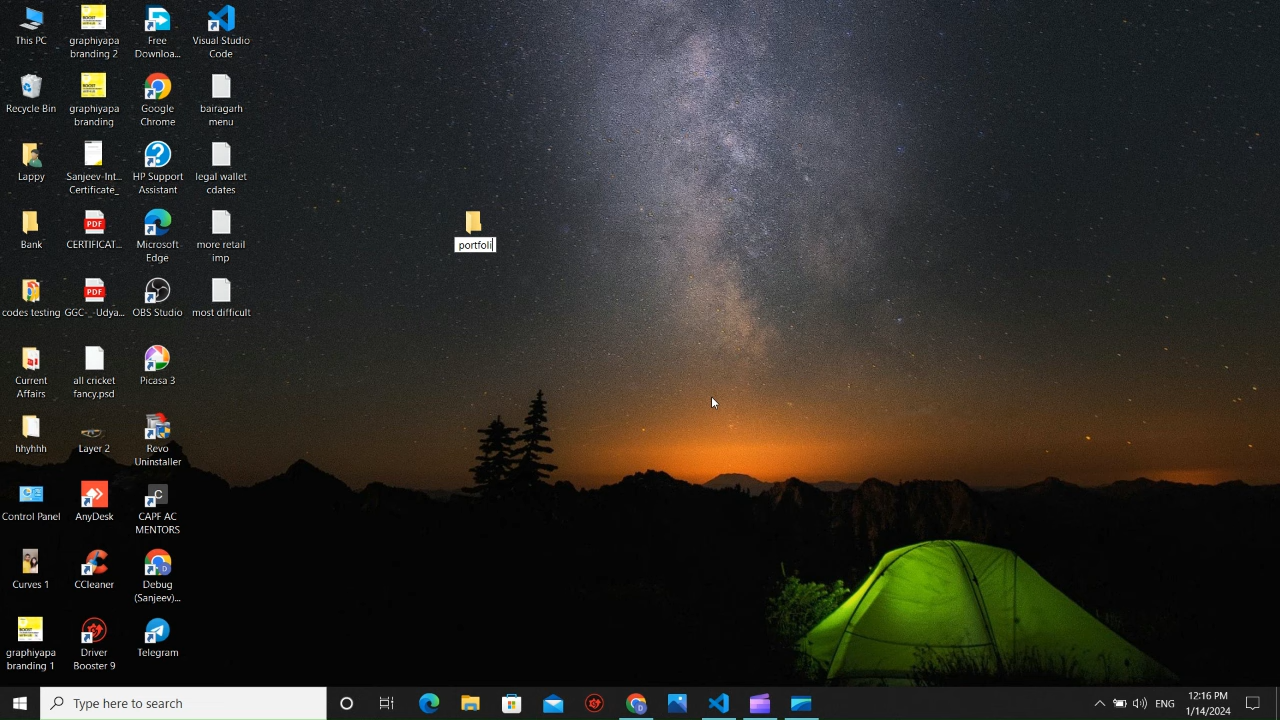 This PC
graphiyapa
branding 2
Free
Downloa...
Visual Studio
Code
Recycle Bin
graphiyapa
branding
Google
Chrome
bairagarh
menu
Lappy
Sanjeev-Int...
Certificate_
HP Support
Assistant
legal wallet
cdates
Bank
CERTIFICAT...
Microsoft
Edge
more retail
imp
portfoli
codes testing
GGC-_-Udya...
OBS Studio
most difficult
Current
Affairs
all cricket
fancy.psd
Picasa 3
hhyhhh
Layer 2
Revo
Uninstaller
Control Panel
AnyDesk
CAPF AC
MENTORS
Curves 1
CCleaner
Debug
(Sanjeev)...
graphiyapa
branding 1
Driver
Booster 9
Telegram
Type here to search
ENG
12:16 PM
1/14/2024